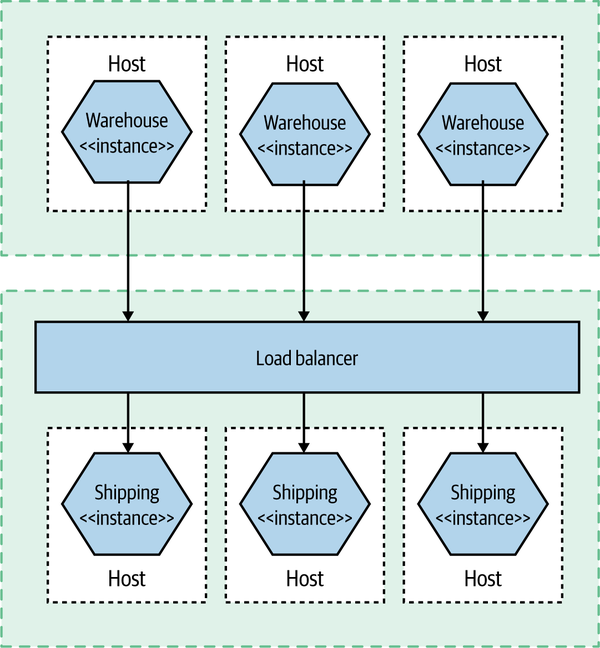 Host
Warehouse
<<instance>>
Host
Warehouse
<<instance>>
Host
Warehouse
<<instance>>
Load balancer
Shipping
<<instance>>
Host
Shipping
<<instance>>
Host
Shipping
<<instance>>
Host